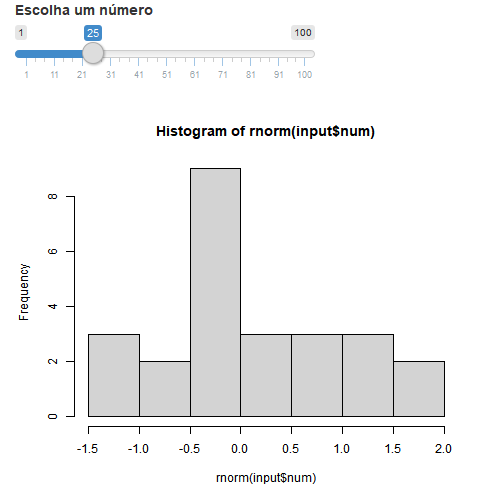 Escolha um número
1 25 100
1 11 21 31 41 51 61 71 81 91 100
Histogram of rnorm(input$num)
Frequency
8
6
4
2
0
-1.5 -1.0 -0.5 0.0 0.5 1.0 1.5 2.0
rnorm(input$num)